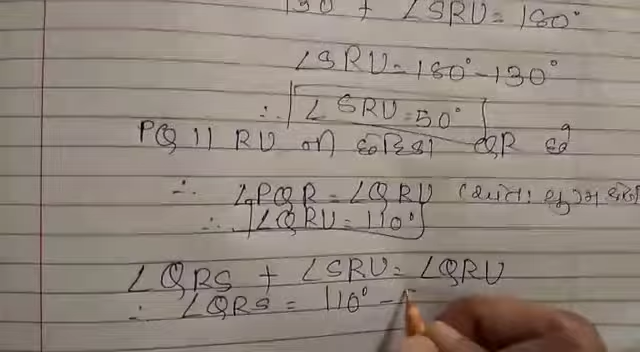 130 + ∠SRU = 180°
∠SRU = 180° - 130°
∴ ∠SRU = 50°
PQ || RU ની છેદિકા QR છે
∴ ∠PQR = ∠QRU
∴ ∠QRU = 110°
∠QRS + ∠SRU = ∠QRU
∴ ∠QRS = 110° -